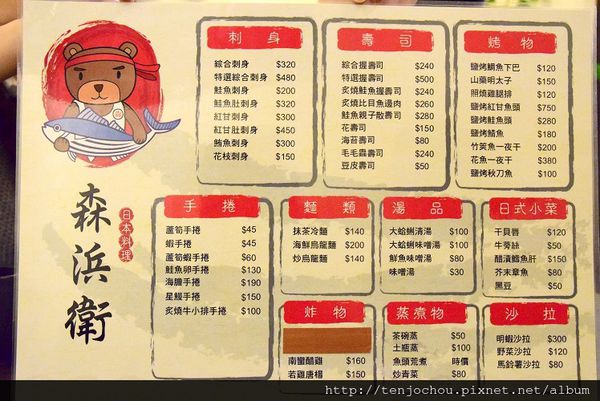 刺身
綜合刺身 $320
特選綜合刺身 $480
鮭魚刺身 $200
鮭魚肚刺身 $320
紅甘刺身 $300
紅甘肚刺身 $450
鮪魚刺身 $300
花枝刺身 $150
壽司
綜合握壽司 $240
特選握壽司 $500
炙燒鮭魚握壽司 $240
炙燒比目魚邊肉 $260
鮭魚親子散壽司 $280
花壽司 $150
海苔壽司 $80
毛毛蟲壽司 $240
豆皮壽司 $50
烤物
鹽烤鯛魚下巴 $120
山藥明太子 $150
照燒雞腿排 $120
鹽烤紅甘魚頭 $750
鹽烤鮭魚頭 $280
鹽烤鯖魚 $180
竹筴魚一夜干 $200
花魚一夜干 $380
鹽烤秋刀魚 $100
森浜衛
日本料理
手捲
蘆筍手捲 $45
蝦手捲 $45
蘆筍蝦手捲 $60
鮭魚卵手捲 $130
海膽手捲 $190
星鰻手捲 $150
炙燒牛小排手捲 $100
麵類
抹茶冷麵 $140
海鮮烏龍麵 $200
炒烏龍麵 $140
湯品
大蛤蜊清湯 $100
大蛤蜊味噌湯 $100
鮮魚味噌湯 $80
味噌湯 $30
日式小菜
干貝唇 $120
牛蒡絲 $50
醋漬鱈魚肝 $150
芥末章魚 $80
黑豆 $50
炸物
南蠻醋雞 $160
若雞唐楊 $150
蒸煮物
茶碗蒸 $50
土瓶蒸 $100
魚頭荒煮 時價
炒青菜 $80
沙拉
明蝦沙拉 $300
野菜沙拉 $120
馬鈴薯沙拉 $80
http://tenjochou.pixnet.net/album